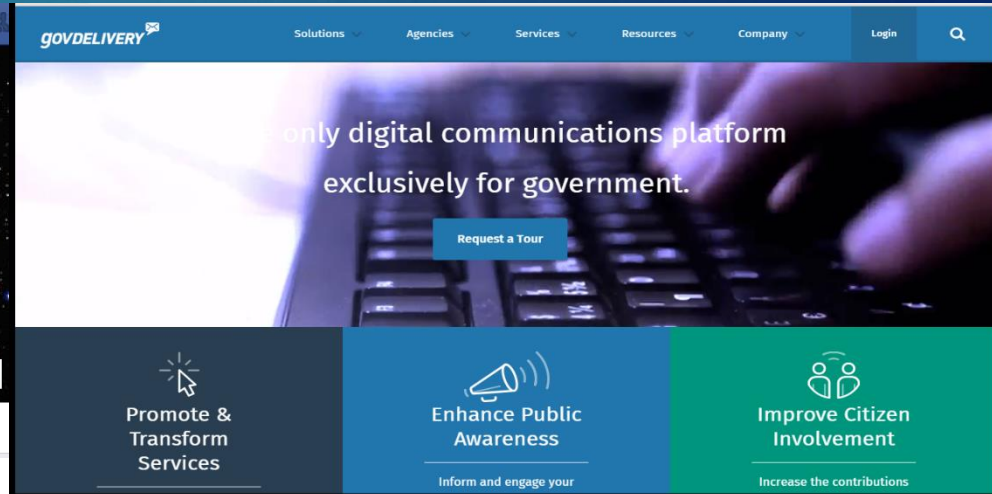 GOVDELIVERY
Solutions Agencies Services Resources Company Login
only digital communications platform
exclusively for government.
Request a Tour
Promote &
Transform
Services
Enhance Public
Awareness
Inform and engage your
Improve Citizen
Involvement
Increase the contributions